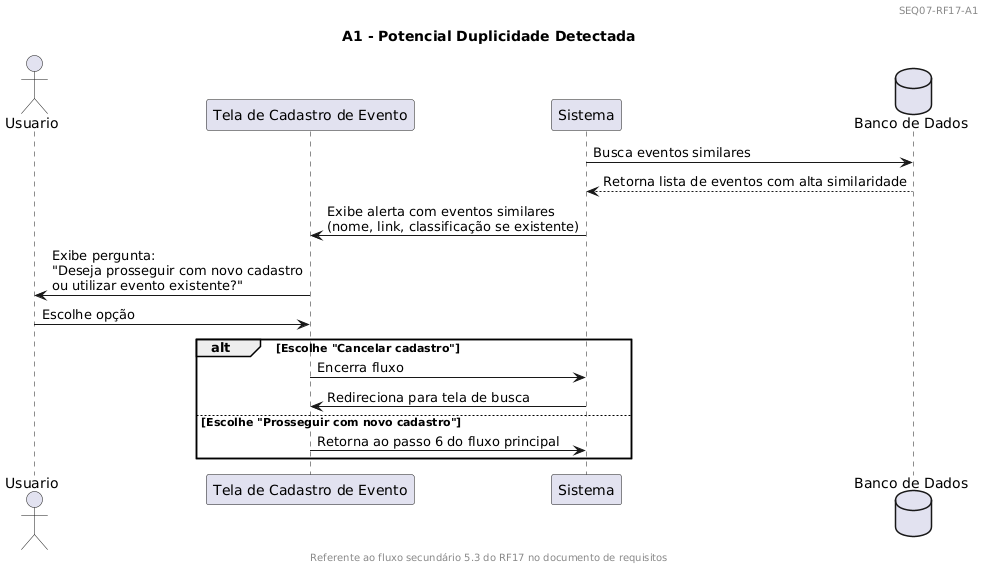 SEQ07-RF17-A1
A1 - Potencial Duplicidade Detectada
Usuario
Tela de Cadastro de Evento
Sistema
Banco de Dados
Busca eventos similares
Retorna lista de eventos com alta similaridade
Exibe alerta com eventos similares
(nome, link, classificação se existente)
Exibe pergunta:
"Deseja prosseguir com novo cadastro
ou utilizar evento existente?"
Escolhe opção
alt
[Escolhe "Cancelar cadastro"]
Encerra fluxo
Redireciona para tela de busca
[Escolhe "Prosseguir com novo cadastro"]
Retorna ao passo 6 do fluxo principal
Usuario
Tela de Cadastro de Evento
Sistema
Banco de Dados
Referente ao fluxo secundário 5.3 do RF17 no documento de requisitos